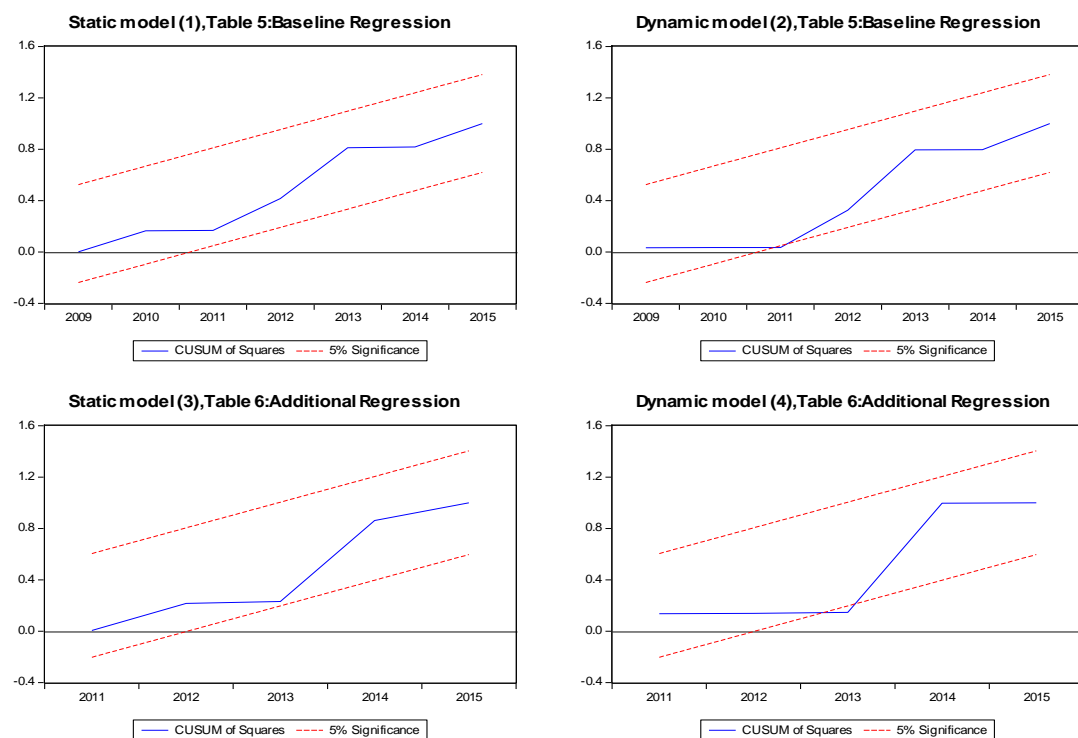 Static model (1),Table 5:Baseline Regression
1.6
1.2
0.8
0.4
0.0
-0.4
2009 2010 2011 2012 2013 2014 2015
CUSUM of Squares 5% Significance
Dynamic model (2),Table 5:Baseline Regression
1.6
1.2
0.8
0.4
0.0
-0.4
2009 2010 2011 2012 2013 2014 2015
CUSUM of Squares 5% Significance
Static model (3),Table 6:Additional Regression
1.6
1.2
0.8
0.4
0.0
-0.4
2011 2012 2013 2014 2015
CUSUM of Squares 5% Significance
Dynamic model (4),Table 6:Additional Regression
1.6
1.2
0.8
0.4
0.0
-0.4
2011 2012 2013 2014 2015
CUSUM of Squares 5% Significance